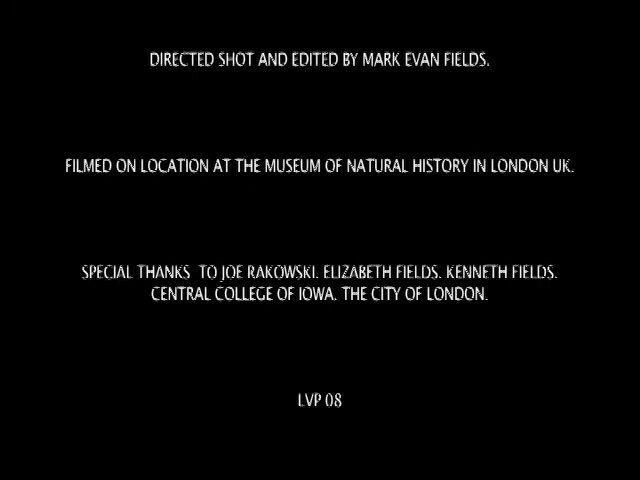 DIRECTED SHOT AND EDITED BY MARK EVAN FIELDS.
FILMED ON LOCATION AT THE MUSEUM OF NATURAL HISTORY IN LONDON UK.
SPECIAL THANKS  TO JOE RAKOWSKI. ELIZABETH FIELDS. KENNETH FIELDS.
CENTRAL COLLEGE OF IOWA. THE CITY OF LONDON.
LVP 08